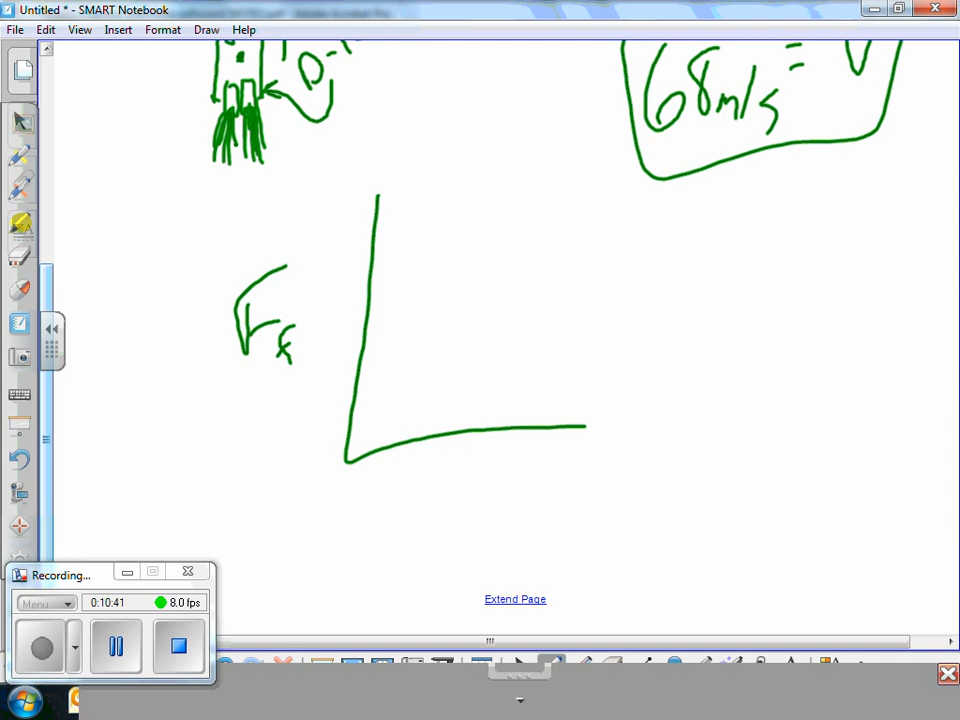 Untitled * - SMART Notebook
File Edit View Insert Format Draw Help
68m/s = v
Ff
Extend Page
Recording...
Menu
0:10:41
8.0 fps